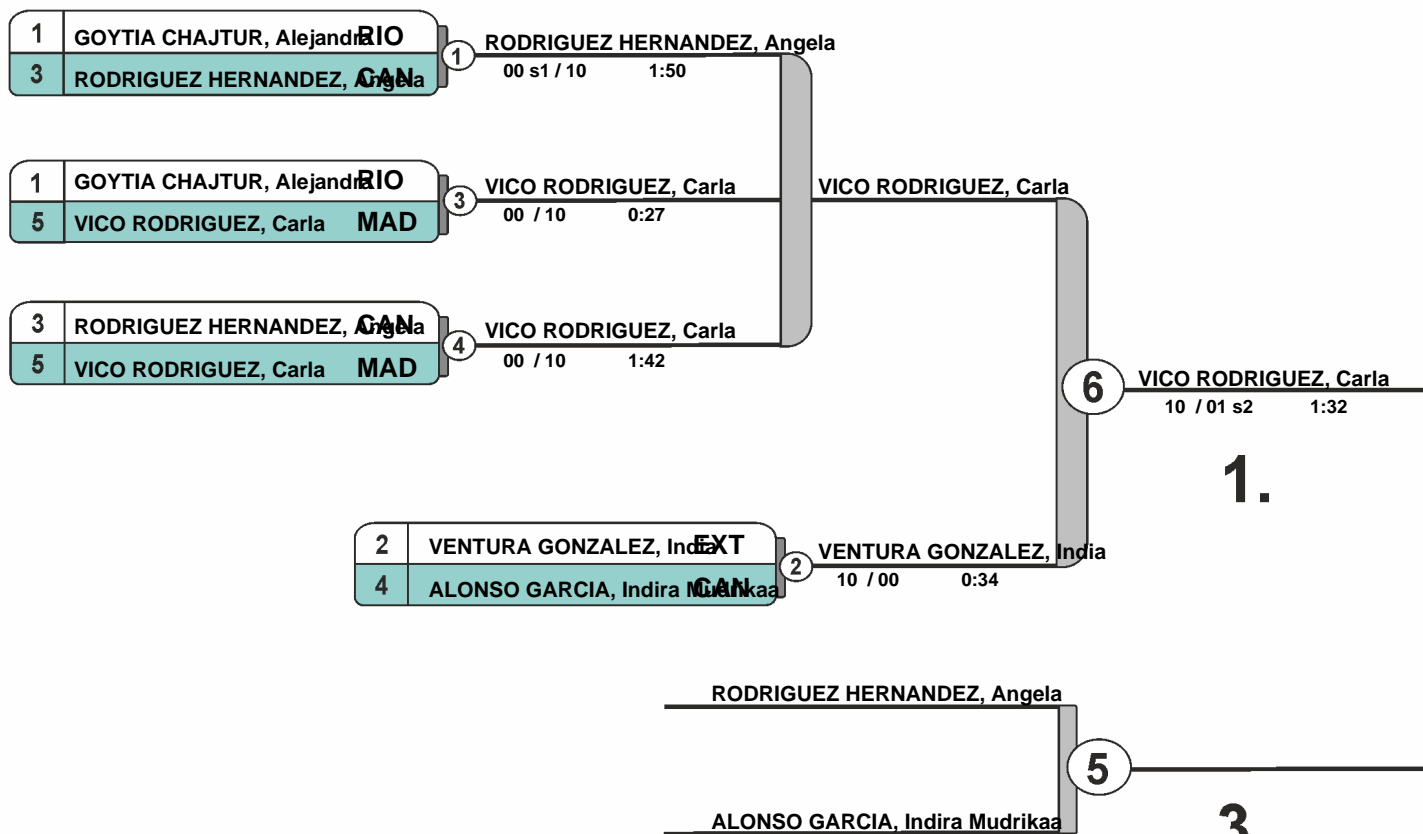 1 GOYTIA CHAJTUR, Alejandra RIO
3 RODRIGUEZ HERNANDEZ, Angela CAN
1 RODRIGUEZ HERNANDEZ, Angela
00 s1 / 10 1:50
1 GOYTIA CHAJTUR, Alejandra RIO
5 VICO RODRIGUEZ, Carla MAD
3 VICO RODRIGUEZ, Carla
00 / 10 0:27
VICO RODRIGUEZ, Carla
3 RODRIGUEZ HERNANDEZ, Angela CAN
5 VICO RODRIGUEZ, Carla MAD
4 VICO RODRIGUEZ, Carla
00 / 10 1:42
6 VICO RODRIGUEZ, Carla
10 / 01 s2 1:32
1.
2 VENTURA GONZALEZ, India EXT
4 ALONSO GARCIA, Indira Mudrikaa CAN
2 VENTURA GONZALEZ, India
10 / 00 0:34
RODRIGUEZ HERNANDEZ, Angela
5
ALONSO GARCIA, Indira Mudrikaa
3